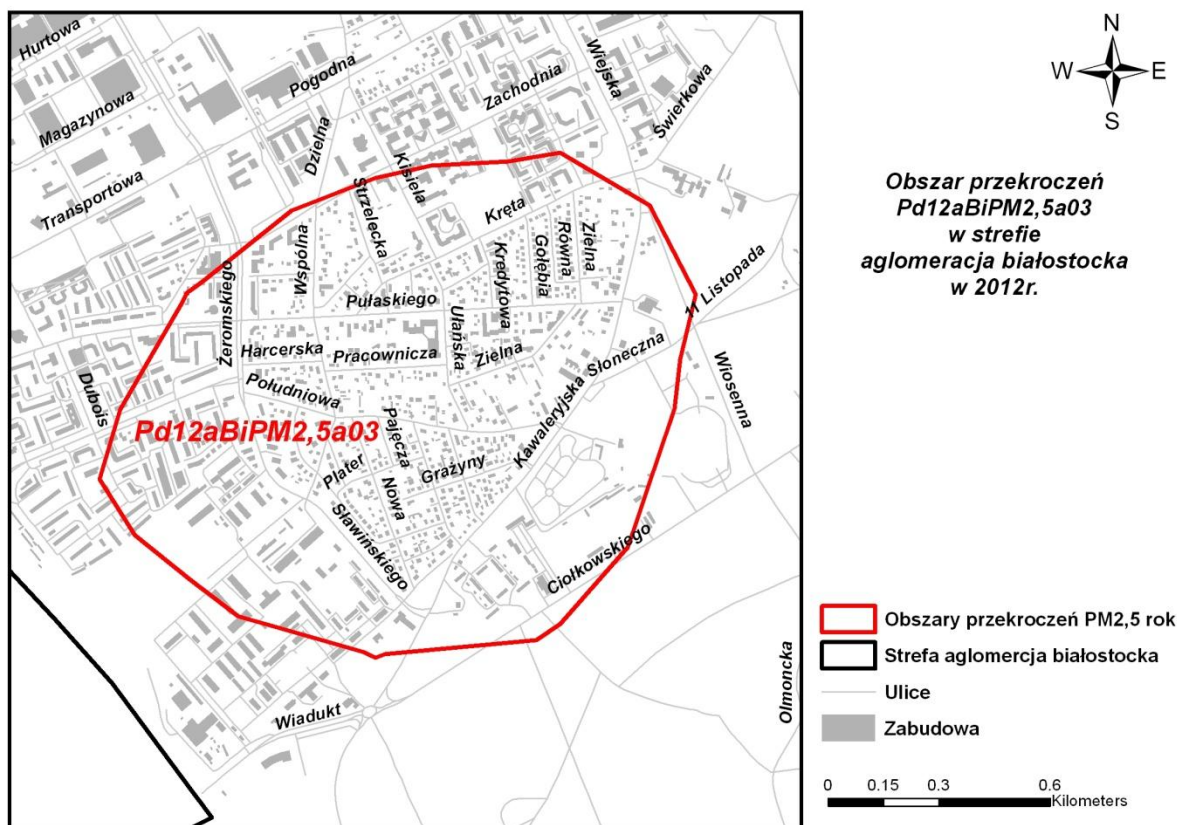 Hurtowa
Magazynowa
Transportowa
Pogodna
Dzielna
Zachodnia
Wiejska
Świerkowa
Kisiela
Strzelecka
Kręta
Wspólna
Żeromskiego
Pułaskiego
Kredytowa
Gołębia
Równa
Zielna
11 Listopada
Harcerska
Pracownicza
Ułańska
Zielna
Słoneczna
Wiosenna
Dubois
Południowa
Pd12aBiPM2,5a03
Pajęcza
Kawaleryjska
Plater
Grażyny
Nowa
Sławińskiego
Ciołkowskiego
Wiadukt
Olmoncka
N
W E
S
Obszar przekroczeń
Pd12aBiPM2,5a03
w strefie
aglomeracja białostocka
w 2012r.
Obszary przekroczeń PM2,5 rok
Strefa aglomercja białostocka
Ulice
Zabudowa
0 0.15 0.3 0.6
Kilometers